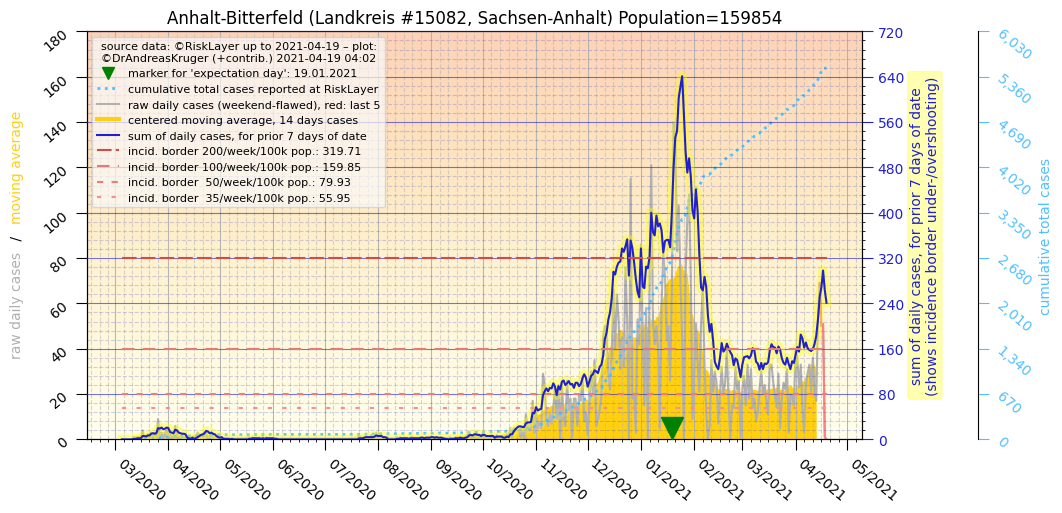 Anhalt-Bitterfeld (Landkreis #15082, Sachsen-Anhalt) Population=159854
source data: ©RiskLayer up to 2021-04-19 – plot:
©DrAndreasKruger (+contrib.) 2021-04-19 04:02
marker for 'expectation day': 19.01.2021
cumulative total cases reported at RiskLayer
raw daily cases (weekend-flawed), red: last 5
centered moving average, 14 days cases
sum of daily cases, for prior 7 days of date
incid. border 200/week/100k pop.: 319.71
incid. border 100/week/100k pop.: 159.85
incid. border  50/week/100k pop.: 79.93
incid. border  35/week/100k pop.: 55.95
raw daily cases / moving average
180
160
140
120
100
80
60
40
20
0
03/2020
04/2020
05/2020
06/2020
07/2020
08/2020
09/2020
10/2020
11/2020
12/2020
01/2021
02/2021
03/2021
04/2021
05/2021
720
640
560
480
400
320
240
160
80
0
sum of daily cases, for prior 7 days of date
(shows incidence border under-/overshooting)
6,030
5,360
4,690
4,020
3,350
2,680
2,010
1,340
670
0
cumulative total cases